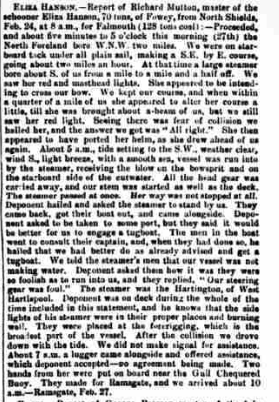 ELIZA HANSON.—Report of Richard Mutton, master of the
schooner Eliza Hanson, 70 tons, of Fowey, from North Shields,
Feb. 24, at 8 a.m., for Falmouth (128 tons coal):—Proceeded,
and about five minutes to 5 o'clock this morning (27th) the
North Foreland bore W.N.W. two miles. We were on star-
board tack under all plain sail, making a S.E. by E. course,
going about two miles an hour. At that time a large steamer
bore about S. of us from a mile to a mile and a half off. We
saw her red and masthead lights. She appeared to be intend-
ing to cross our bow. We kept our course, and when within
a quarter of a mile of us she appeared to alter her course a
little, till she was brought about a-beam of us, but we still
saw her red light. Seeing there was fear of collision we
hailed her, and the answer we got was "All right." She then
appeared to have ported her helm, as she drew ahead of us
again. About 5 a.m., tide setting to the S.W., weather clear,
wind S., light breeze, with a smooth sea, vessel was run into
by the steamer, receiving the blow on the bowsprit and on
the starboard side of the cutwater. All the head gear was
carried away, and our stem was started as well as the deck.
The steamer passed at once. Her way was not stopped at all.
Deponent hailed and asked the steamer to stand by us. They
came back, got their boat out, and came alongside. Depo-
nent asked to be taken to some port, but they said it would
be better for us to engage a tugboat. The men in the boat
went to consult their captain, and, when they had done so, he
hailed that we had better do as already advised and get a
tugboat. We told the steamer's men that our vessel was not
making water. Deponent asked them how it was they were
so foolish as to run into us, and they replied, "Our steering
gear was foul." The steamer was the Hartington, of West
Hartlepool. Deponent was on deck during the whole of the
time included in this statement, and he knows that the side
lights of his steamer were in their proper places and burning
well. They were placed at the forerigging, which is the
broadest part of the vessel. After the collision we drove
down with the tide. We did not make signal for assistance.
About 7 a.m. a lugger came alongside and offered assistance,
which deponent accepted—no agreement being made. Two
hands from her were put on board near the Gull Chequered
Buoy. They made for Ramsgate, and we arrived about 10
a.m.—Ramsgate, Feb. 27.